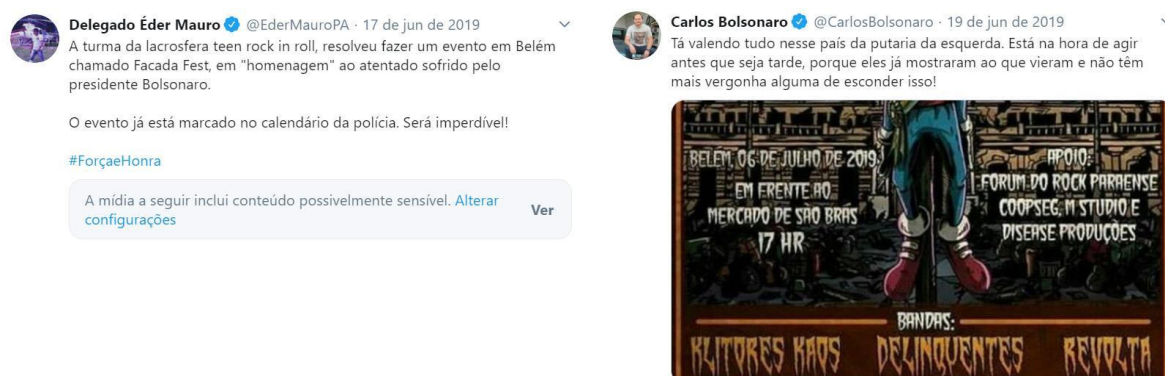 Delegado Éder Mauro @EderMauroPA · 17 de jun de 2019
A turma da lacrosfera teen rock in roll, resolveu fazer um evento em Belém
chamado Facada Fest, em "homenagem" ao atentado sofrido pelo
presidente Bolsonaro.
O evento já está marcado no calendário da polícia. Será imperdível!
#ForçaeHonra
A mídia a seguir inclui conteúdo possivelmente sensível. Alterar
configurações
Ver
Carlos Bolsonaro @CarlosBolsonaro · 19 de jun de 2019
Tá valendo tudo nesse país da putaria da esquerda. Está na hora de agir
antes que seja tarde, porque eles já mostraram ao que vieram e não têm
mais vergonha alguma de esconder isso!
BELEM, 06 DE JULHO DE 2019,
EM FRENTE AO
MERCADO DE SAO BRAS
17 HR
APOIO:
FORUM DO ROCK PARAENSE
COOPSEG, M STUDIO E
DISEASE PRODUÇÕES
BANDAS:
KLITORES KAOS DELINQUENTES REVOLTA